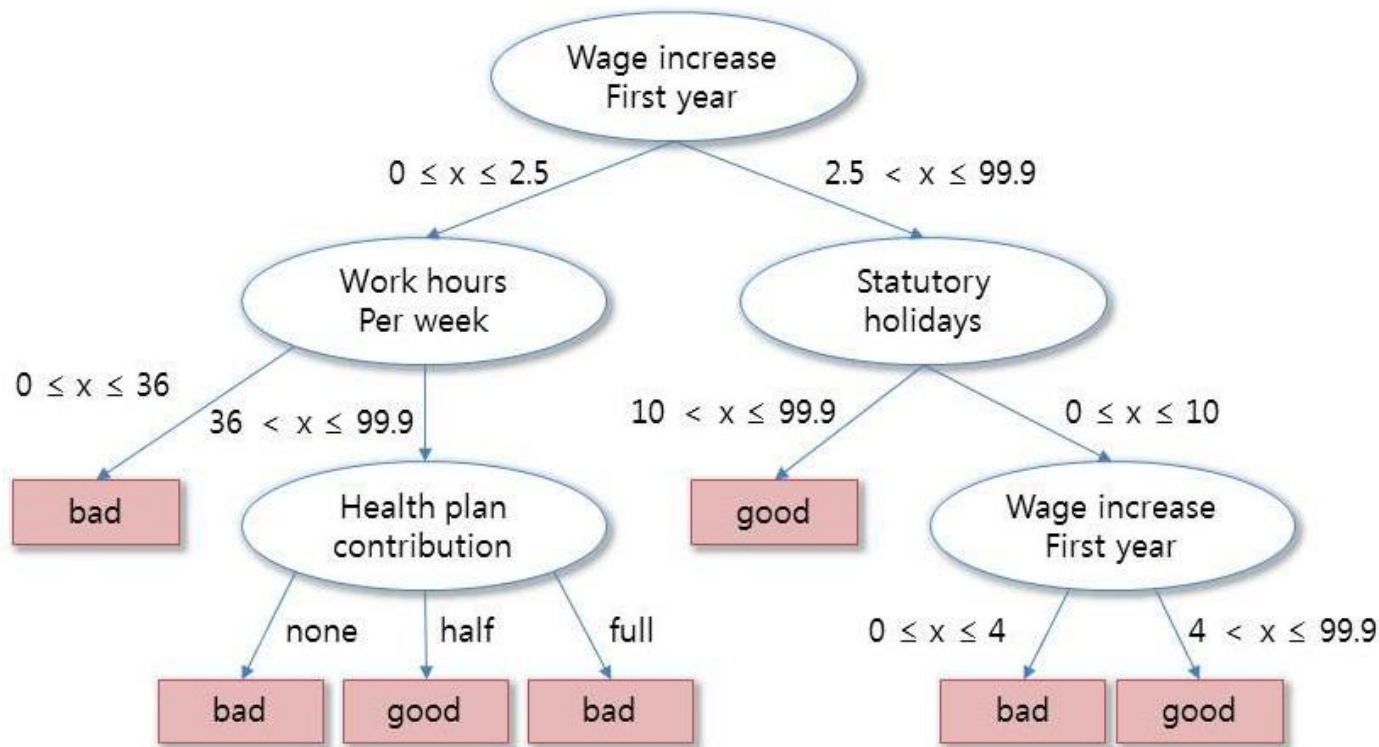 Wage increase
First year
0 ≤ x ≤ 2.5
2.5 < x ≤ 99.9
Work hours
Per week
Statutory
holidays
0 ≤ x ≤ 36
36 < x ≤ 99.9
10 < x ≤ 99.9
0 ≤ x ≤ 10
bad
Health plan
contribution
good
Wage increase
First year
none
half
full
0 ≤ x ≤ 4
4 < x ≤ 99.9
bad
good
bad
bad
good